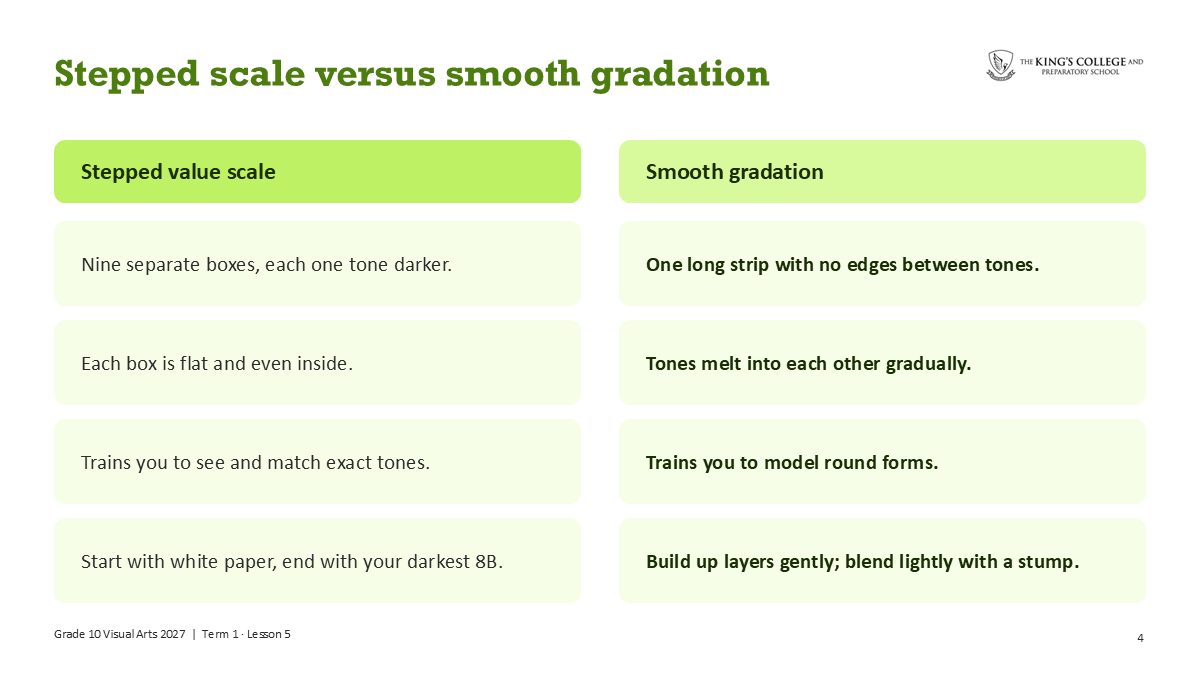 Stepped scale versus smooth gradation
THE KING'S COLLEGE AND
PREPARATORY SCHOOL
Stepped value scale
Smooth gradation
Nine separate boxes, each one tone darker.
One long strip with no edges between tones.
Each box is flat and even inside.
Tones melt into each other gradually.
Trains you to see and match exact tones.
Trains you to model round forms.
Start with white paper, end with your darkest 8B.
Build up layers gently; blend lightly with a stump.
Grade 10 Visual Arts 2027 | Term 1 · Lesson 5
4